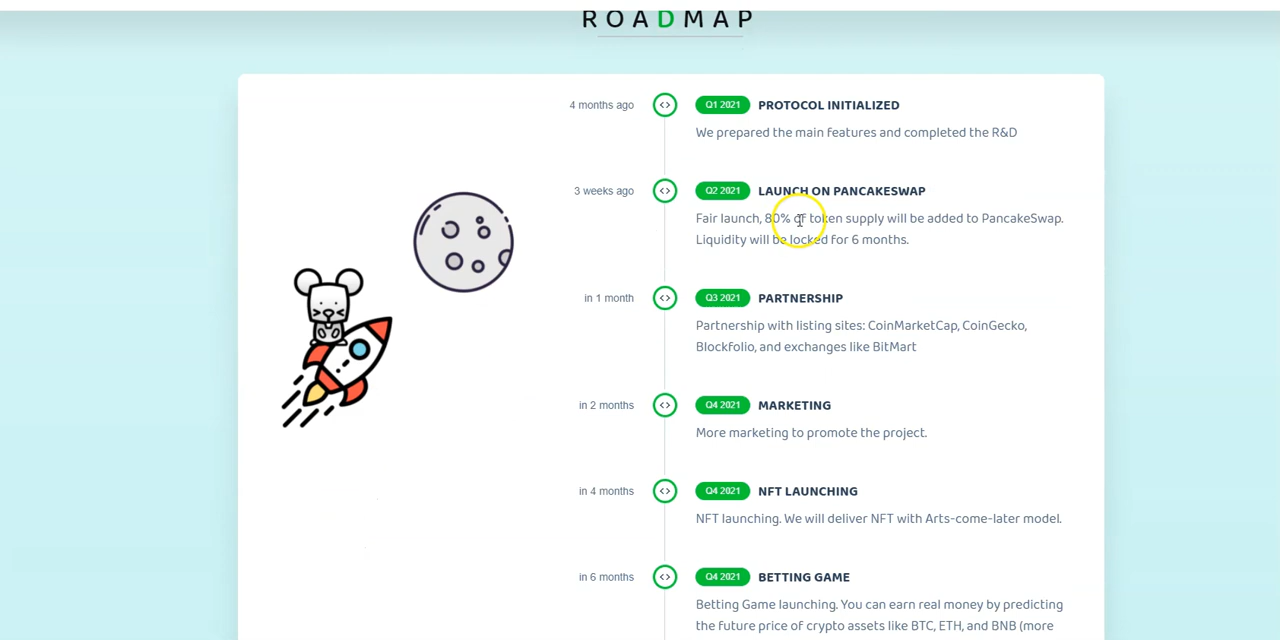 ROADMAP
4 months ago
Q1 2021 PROTOCOL INITIALIZED
We prepared the main features and completed the R&D
3 weeks ago
Q2 2021 LAUNCH ON PANCAKESWAP
Fair launch, 80% of token supply will be added to PancakeSwap.
Liquidity will be locked for 6 months.
in 1 month
Q3 2021 PARTNERSHIP
Partnership with listing sites: CoinMarketCap, CoinGecko,
Blockfolio, and exchanges like BitMart
in 2 months
Q4 2021 MARKETING
More marketing to promote the project.
in 4 months
Q4 2021 NFT LAUNCHING
NFT launching. We will deliver NFT with Arts-come-later model.
in 6 months
Q4 2021 BETTING GAME
Betting Game launching. You can earn real money by predicting
the future price of crypto assets like BTC, ETH, and BNB (more